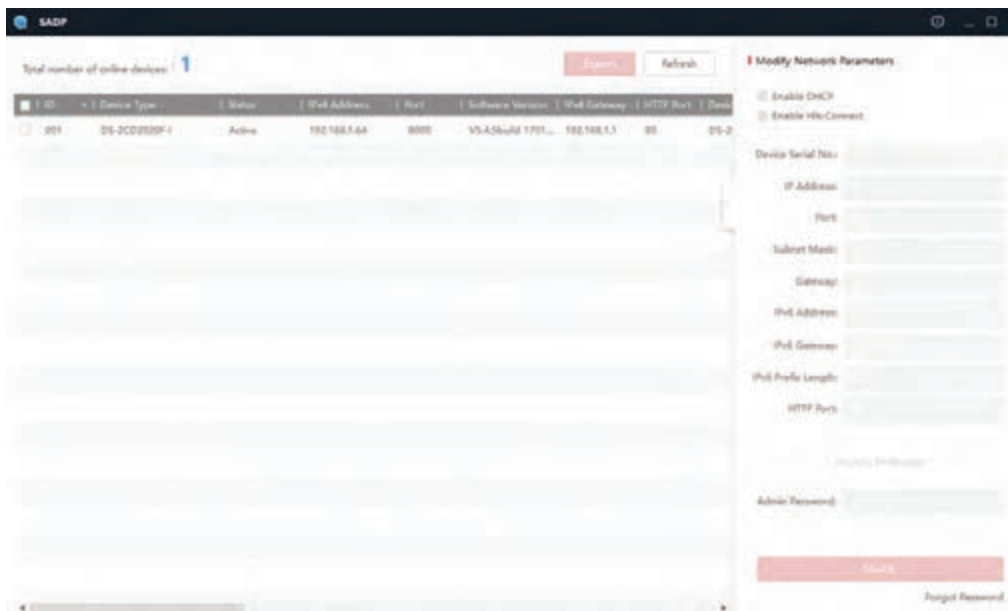 SADP
Total number of online devices: 1
Export
Refresh
ID
Device Type
Status
IPv4 Address
Port
Software Version
IPv4 Gateway
HTTP Port
001
DS-2CD2020F-I
Active
192.168.1.64
8000
192.168.1.1
80
DS-2
Modify Network Parameters
Enable DHCP
Enable Hik-Connect
Device Serial No.:
IP Address:
Port:
Subnet Mask:
Gateway:
IPv6 Address:
IPv6 Gateway:
IPv6 Prefix Length:
HTTP Port:
Admin Password:
Modify
Forgot Password